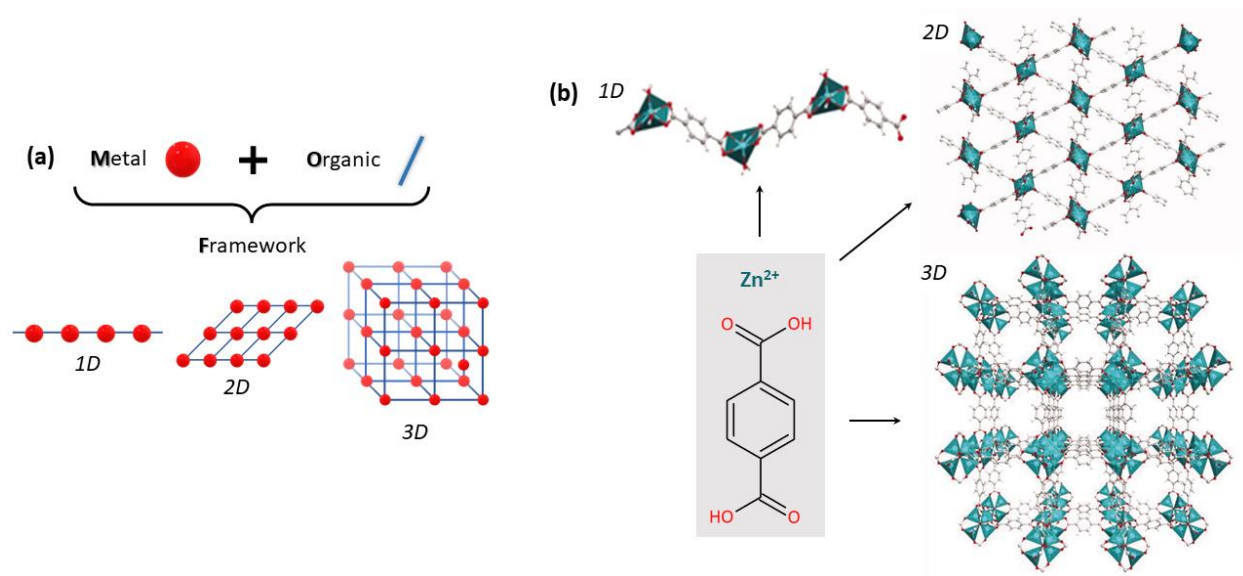 (a) Metal + Organic
Framework
1D
2D
3D
(b) 1D
2D
3D
Zn²⁺
O
OH
HO
O